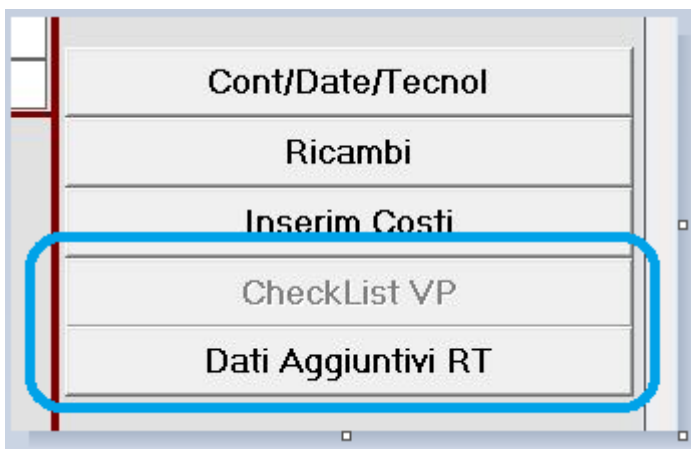 Cont/Date/Tecnol
Ricambi
Inserim Costi
CheckList VP
Dati Aggiuntivi RT